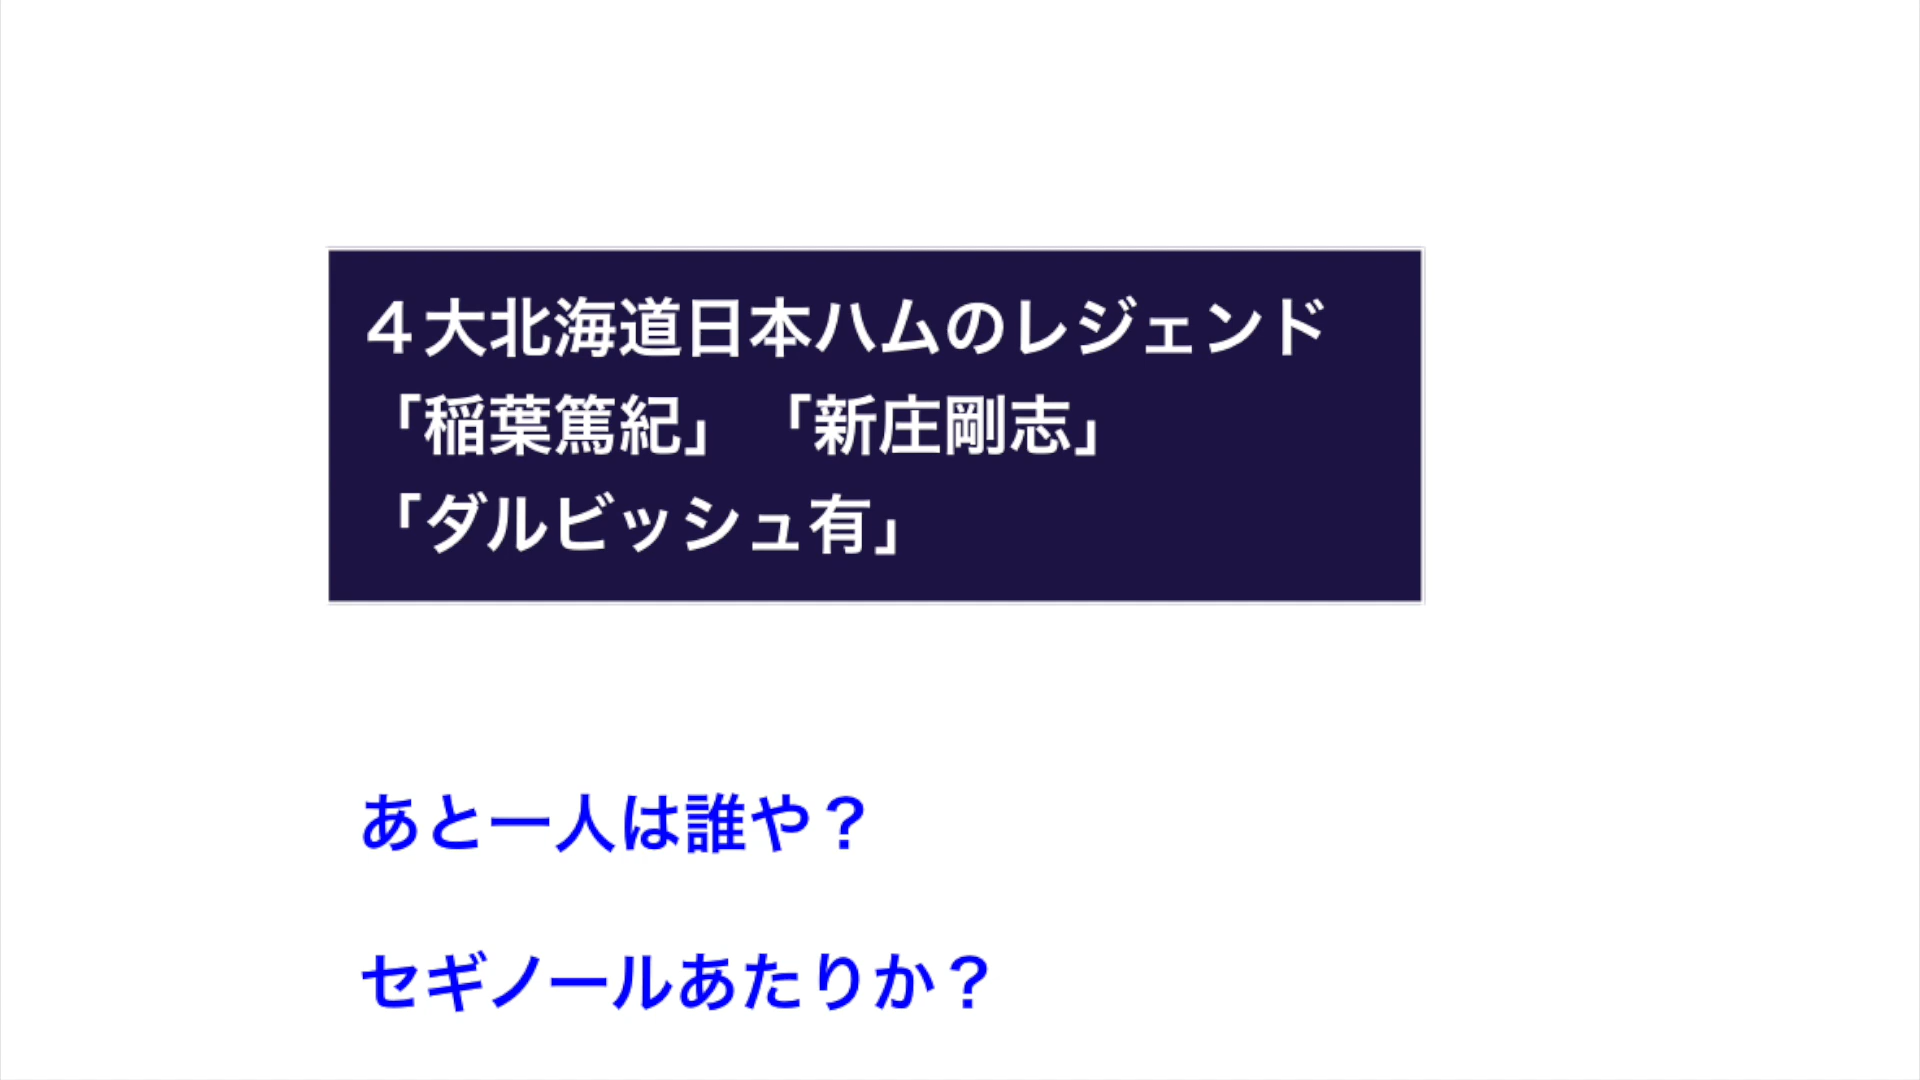 ４大北海道日本ハムのレジェンド
「稲葉篤紀」「新庄剛志」
「ダルビッシュ有」
あと一人は誰や？
セギノールあたりか？